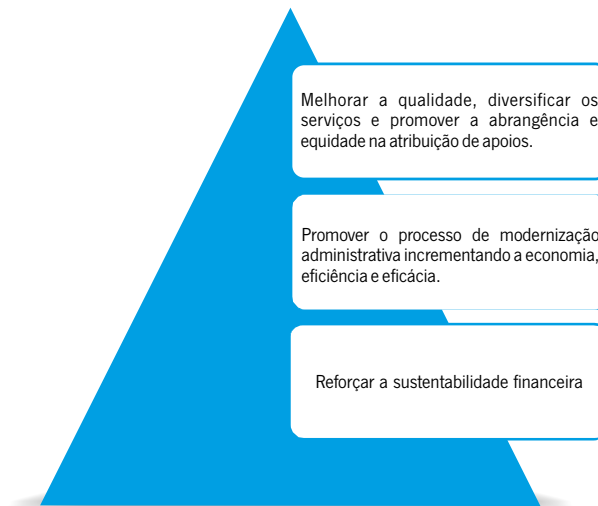 Melhorar a qualidade, diversificar os
serviços e promover a abrangência e
equidade na atribuição de apoios.
Promover o processo de modernização
administrativa incrementando a economia,
eficiência e eficácia.
Reforçar a sustentabilidade financeira